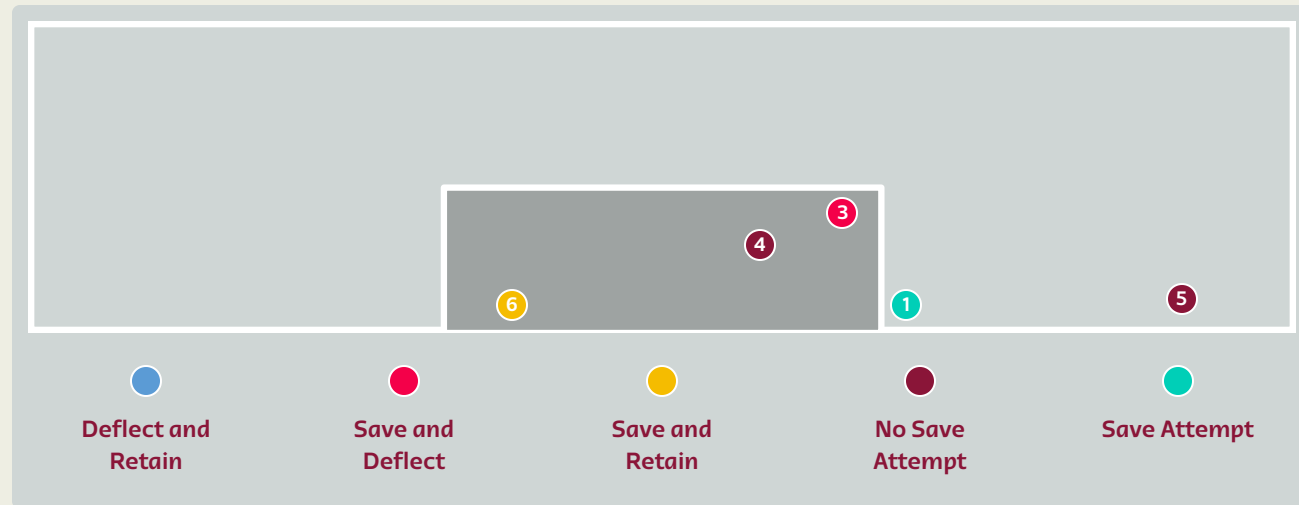 3
4
6
1
5
Deflect and
Retain
Save and
Deflect
Save and
Retain
No Save
Attempt
Save Attempt